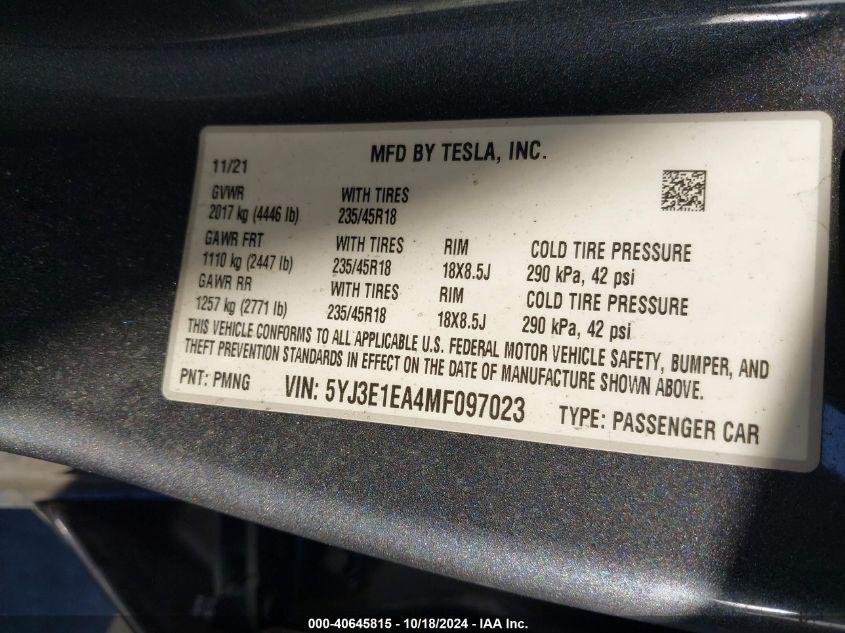 MFD BY TESLA, INC.
11/21
GVWR WITH TIRES
2017 kg (4446 lb) 235/45R18
GAWR FRT WITH TIRES RIM COLD TIRE PRESSURE
1110 kg (2447 lb) 235/45R18 18X8.5J 290 kPa, 42 psi
GAWR RR WITH TIRES RIM COLD TIRE PRESSURE
1257 kg (2771 lb) 235/45R18 18X8.5J 290 kPa, 42 psi
THIS VEHICLE CONFORMS TO ALL APPLICABLE U.S. FEDERAL MOTOR VEHICLE SAFETY, BUMPER, AND
THEFT PREVENTION STANDARDS IN EFFECT ON THE DATE OF MANUFACTURE SHOWN ABOVE.
PNT: PMNG VIN: 5YJ3E1EA4MF097023 TYPE: PASSENGER CAR
000-40645815 - 10/18/2024 - IAA Inc.